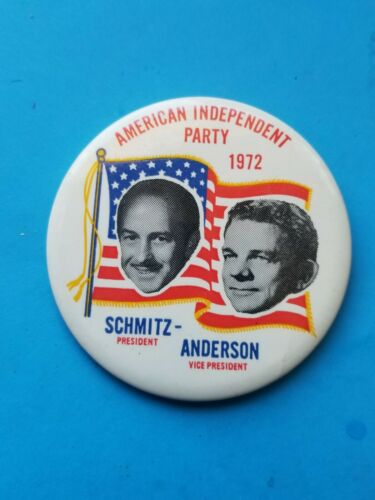 AMERICAN INDEPENDENT
PARTY
1972
SCHMITZ-
PRESIDENT
ANDERSON
VICE PRESIDENT